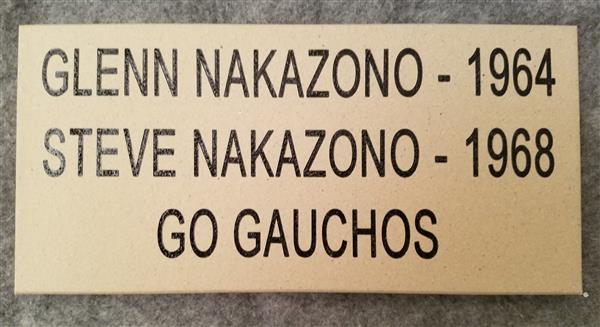 GLENN NAKAZONO - 1964
STEVE NAKAZONO - 1968
GO GAUCHOS